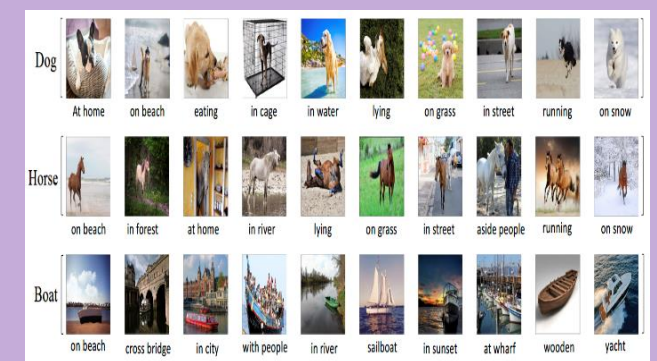 Dog
At home on beach eating in cage in water lying on grass in street running on snow
Horse
on beach in forest at home in river lying on grass in street aside people running on snow
Boat
on beach cross bridge in city with people in river sailboat in sunset at wharf wooden yacht